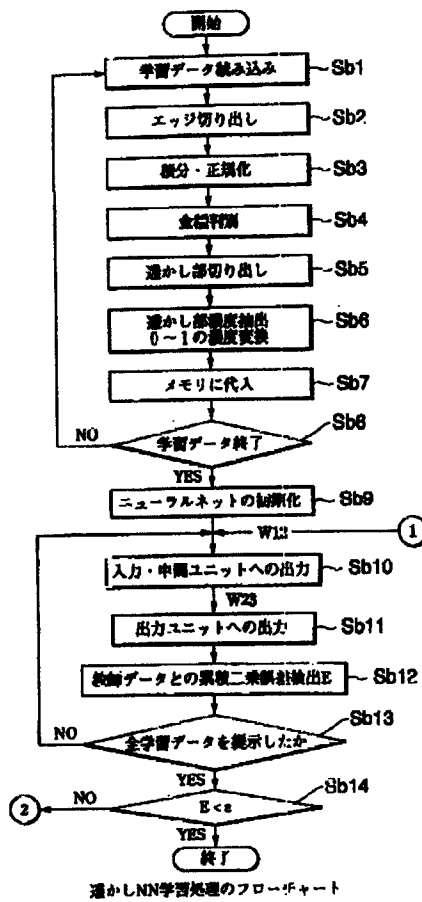 開始
学習データ読み込み
Sb1
エッジ切り出し
Sb2
積分・正規化
Sb3
金種判別
Sb4
透かし部切り出し
Sb5
透かし部濃度抽出
0～1の濃度変換
Sb6
メモリに代入
Sb7
学習データ終了
Sb8
NO
YES
ニューラルネットの初期化
Sb9
W12
1
入力・中間ユニットへの出力
Sb10
W23
出力ユニットへの出力
Sb11
教師データとの累積二乗誤差検出E
Sb12
全学習データを提示したか
Sb13
NO
YES
E<ε
Sb14
NO
2
YES
終了
透かしNN学習処理のフローチャート